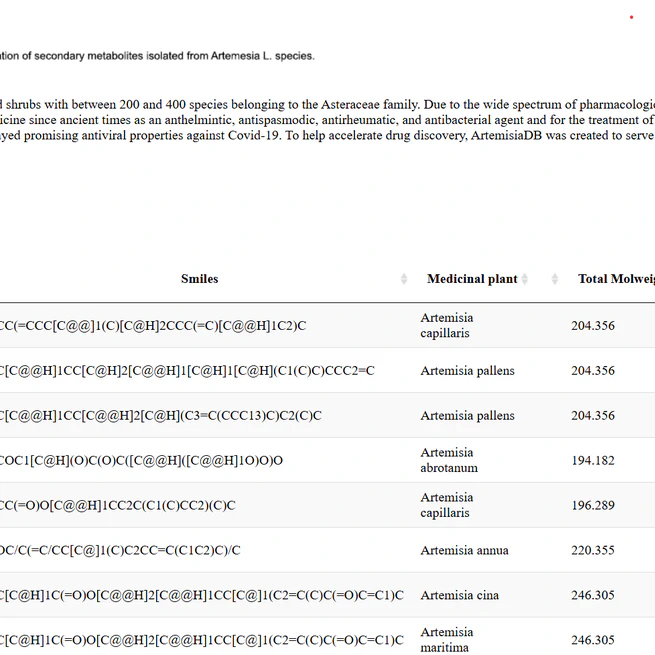 tion of secondary metabolites isolated from Artemesia L. species.
d shrubs with between 200 and 400 species belonging to the Asteraceae family. Due to the wide spectrum of pharmacologic
icine since ancient times as an anthelmintic, antispasmodic, antirheumatic, and antibacterial agent and for the treatment of
ayed promising antiviral properties against Covid-19. To help accelerate drug discovery, ArtemisiaDB was created to serve
Smiles Medicinal plant Total Molweig
CC(=CCC[C@@]1(C)[C@H]2CCC(=C)[C@@H]1C2)C Artemisia capillaris 204.356
C[C@@H]1CC[C@H]2[C@@H]1[C@H]1[C@H](C1(C)C)CCC2=C Artemisia pallens 204.356
C[C@@H]1CC[C@@H]2[C@H](C3=C(CCC13)C)C2(C)C Artemisia pallens 204.356
COC1[C@H](O)C(O)C([C@@H]([C@@H]1O)O)O Artemisia abrotanum 194.182
CC(=O)O[C@@H]1CC2C(C1(C)CC2)(C)C Artemisia capillaris 196.289
OC/C(=C/CC[C@]1(C)C2CC=C(C1C2)C)/C Artemisia annua 220.355
C[C@H]1C(=O)O[C@@H]2[C@@H]1CC[C@]1(C2=C(C)C(=O)C=C1)C Artemisia cina 246.305
C[C@H]1C(=O)O[C@@H]2[C@@H]1CC[C@]1(C2=C(C)C(=O)C=C1)C Artemisia maritima 246.305